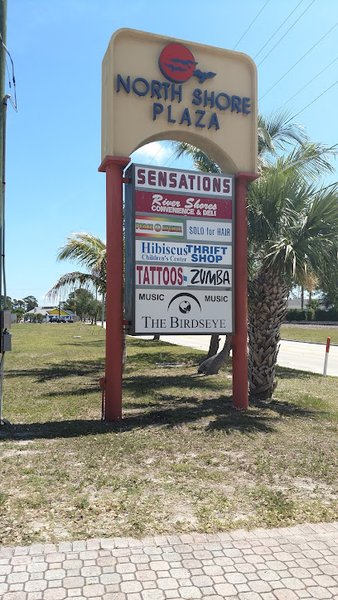 NORTH SHORE
PLAZA
SENSATIONS
River Shores
CONVENIENCE & DELI
SOLO for HAIR
Hibiscus THRIFT
Children's Center SHOP
TATTOOS ZUMBA
MUSIC MUSIC
THE BIRDSEYE